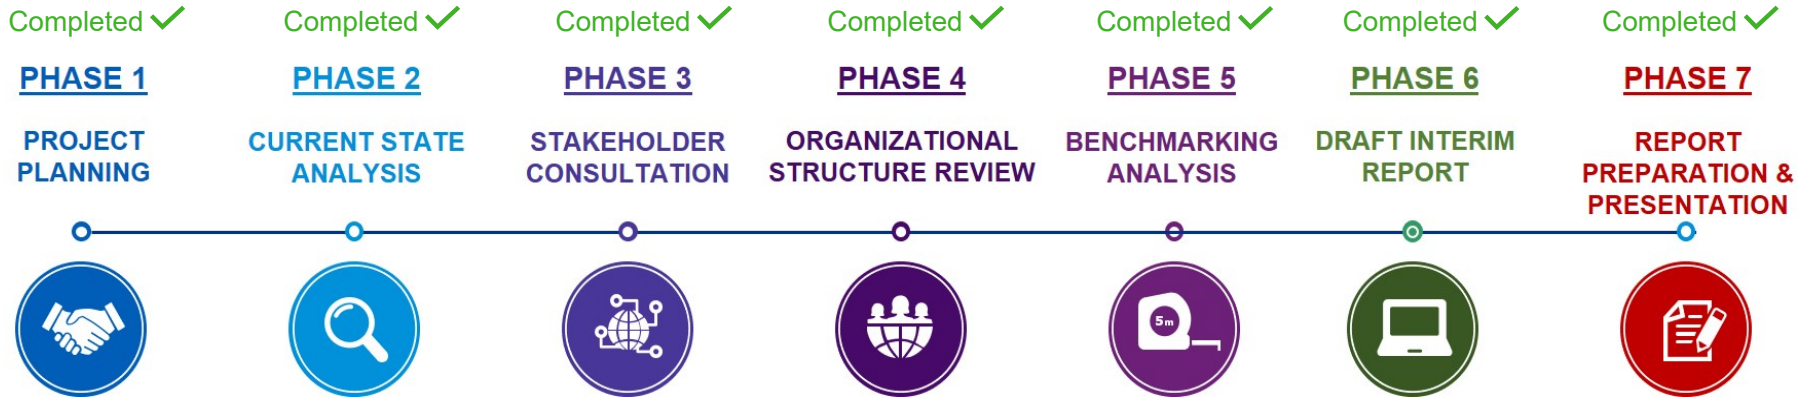 Completed
Completed
Completed
Completed
Completed
Completed
Completed
PHASE 1
PHASE 2
PHASE 3
PHASE 4
PHASE 5
PHASE 6
PHASE 7
PROJECT
PLANNING
CURRENT STATE
ANALYSIS
STAKEHOLDER
CONSULTATION
ORGANIZATIONAL
STRUCTURE REVIEW
BENCHMARKING
ANALYSIS
DRAFT INTERIM
REPORT
REPORT
PREPARATION &
PRESENTATION
5m